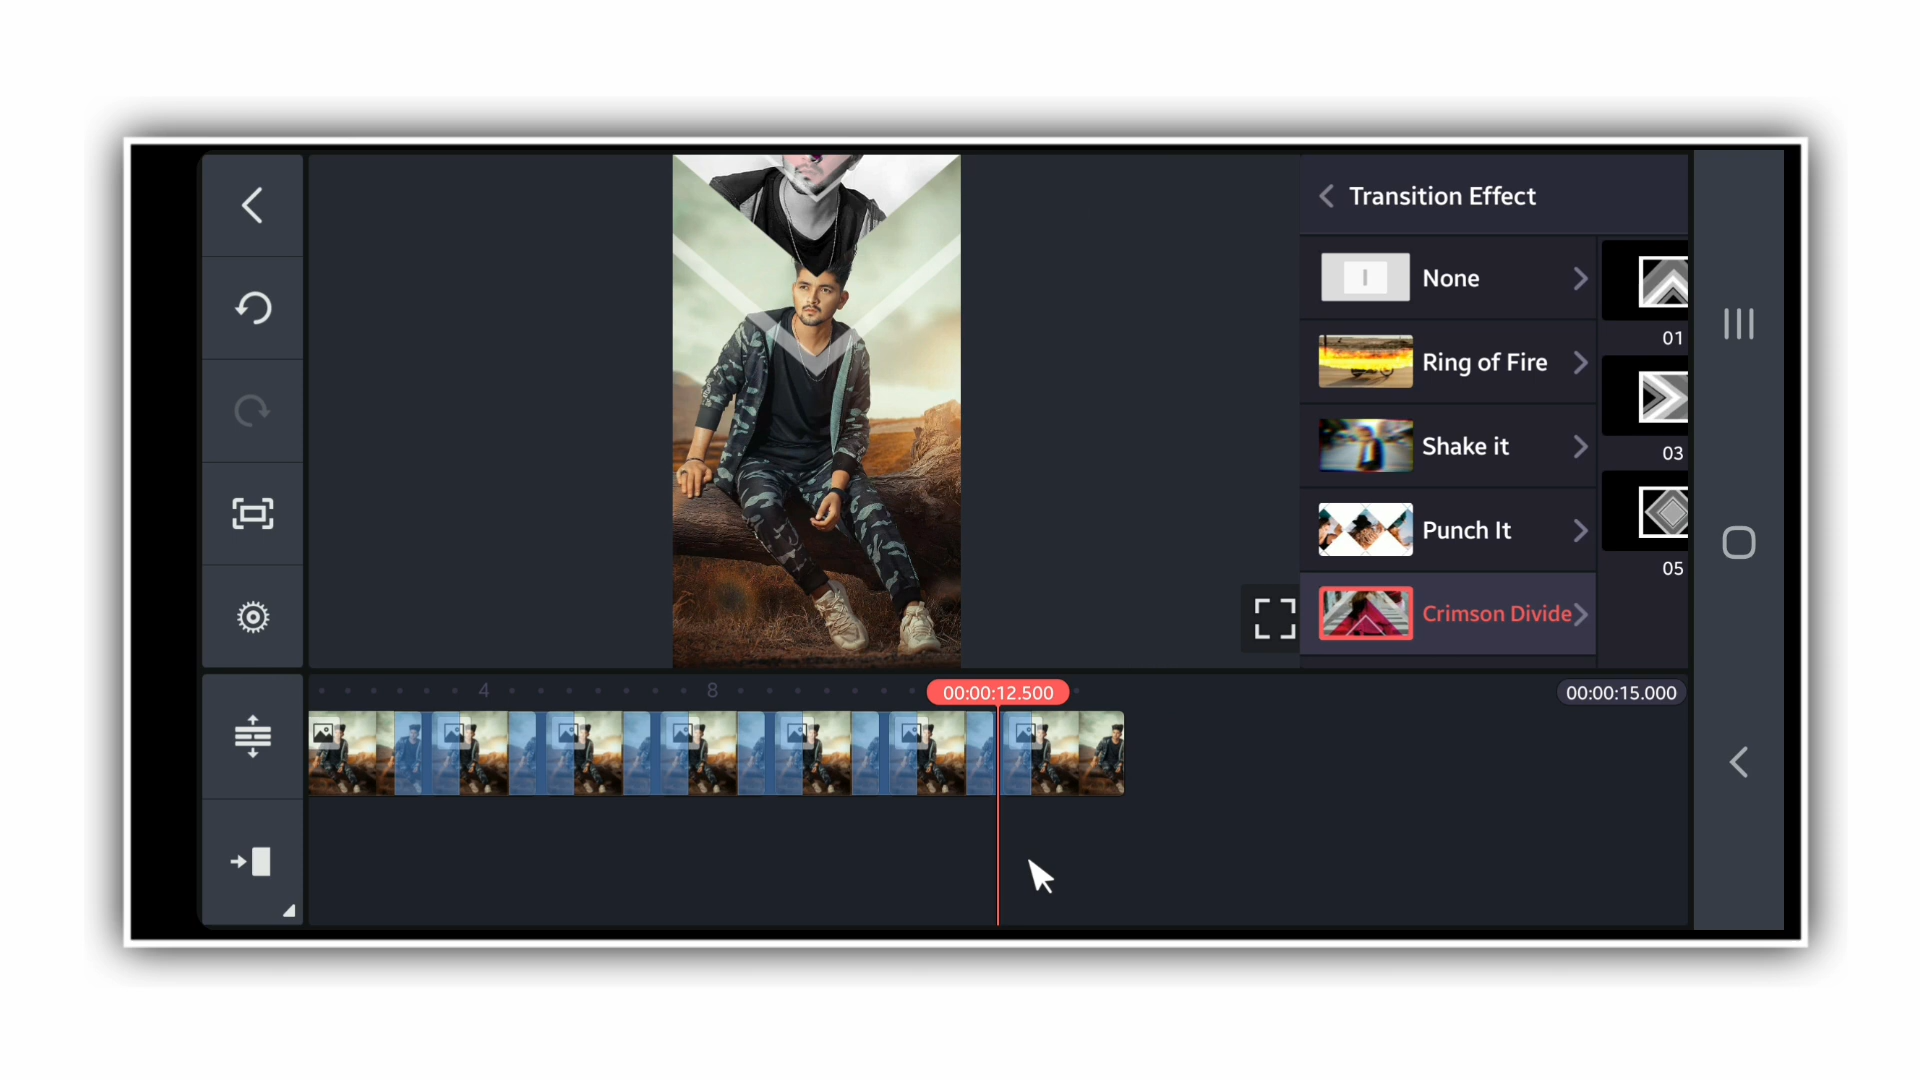 Transition Effect
None
01
Ring of Fire
Shake it
03
Punch It
05
Crimson Divide
4
8
00:00:12.500
00:00:15.000